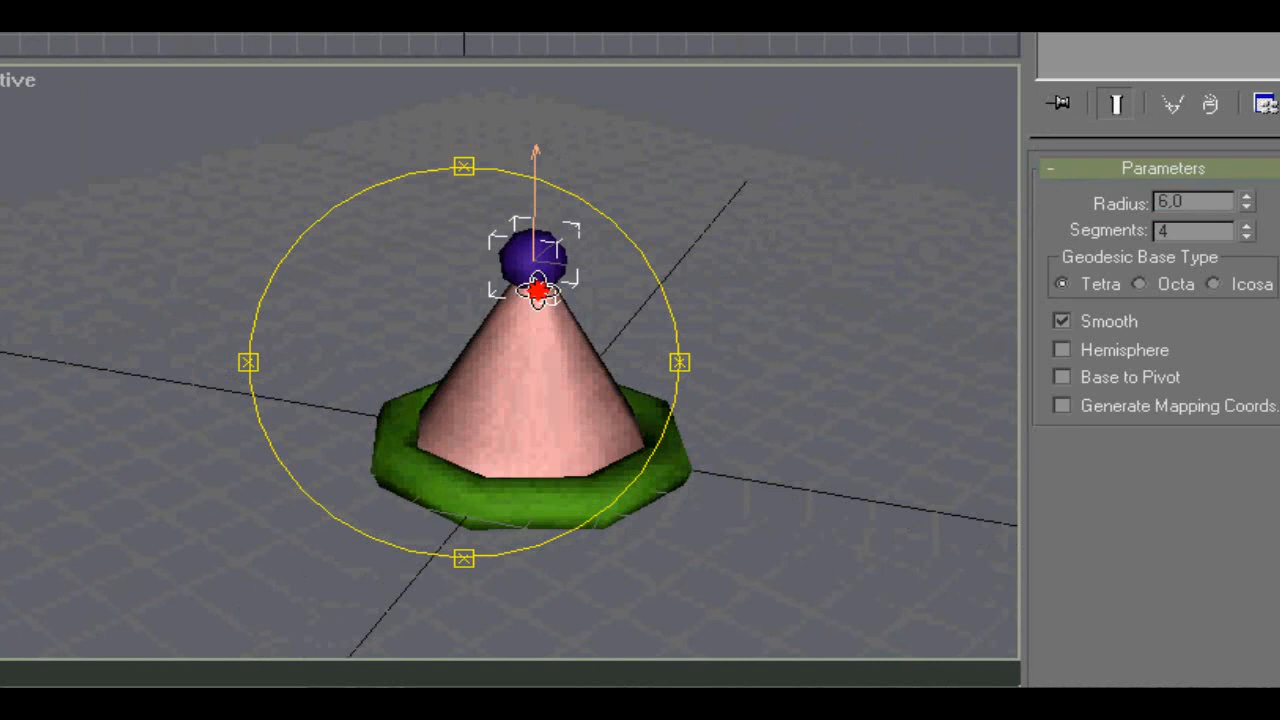 tive
- Parameters
Radius: 6,0
Segments: 4
Geodesic Base Type
Tetra Octa Icosa
Smooth
Hemisphere
Base to Pivot
Generate Mapping Coords.